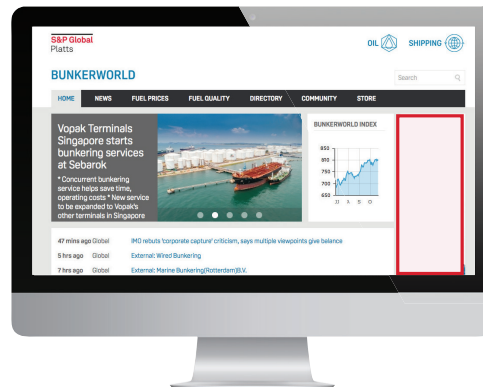 S&P Global
Platts
OIL
SHIPPING
BUNKERWORLD
Search
HOME NEWS FUEL PRICES FUEL QUALITY DIRECTORY COMMUNITY STORE
Vopak Terminals
Singapore starts
bunkering services
at Sebarok
* Concurrent bunkering
service helps save time,
operating costs * New service
to be expanded to Vopak's
other terminals in Singapore
BUNKERWORLD INDEX
850
800
750
700
650
JJ A S O
47 mins ago Global IMO rebuts 'corporate capture' criticism, says multiple viewpoints give balance
5 hrs ago Global External: Wired Bunkering
7 hrs ago Global External: Marine Bunkering(Rotterdam)B.V.